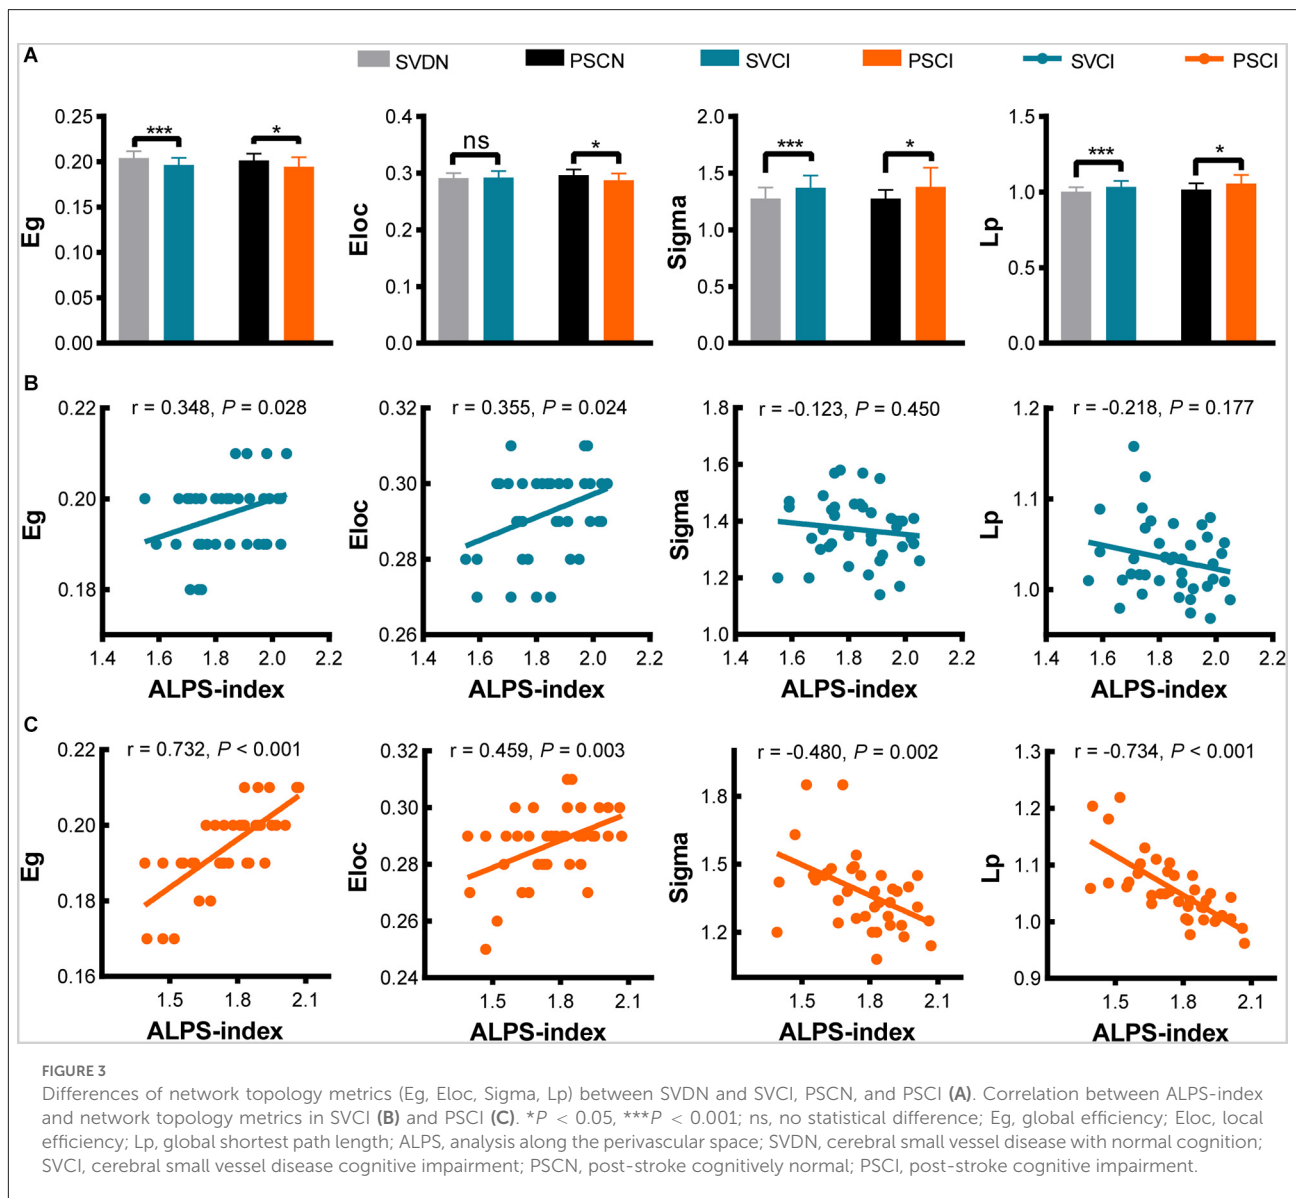 A
SVDN PSCN SVCI PSCI SVCI PSCI
0.25 0.20 0.15 0.10 0.05 0.00
Eg
*** *
0.4 0.3 0.2 0.1 0.0
Eloc
ns *
2.0 1.5 1.0 0.5 0.0
Sigma
*** *
1.5 1.0 0.5 0.0
Lp
*** *
B
r = 0.348, P = 0.028
0.22 0.20 0.18
Eg
1.4 1.6 1.8 2.0 2.2
ALPS-index
r = 0.355, P = 0.024
0.32 0.30 0.28 0.26
Eloc
1.4 1.6 1.8 2.0 2.2
ALPS-index
r = -0.123, P = 0.450
1.8 1.6 1.4 1.2 1.0
Sigma
1.4 1.6 1.8 2.0 2.2
ALPS-index
r = -0.218, P = 0.177
1.2 1.1 1.0
Lp
1.4 1.6 1.8 2.0 2.2
ALPS-index
C
r = 0.732, P < 0.001
0.22 0.20 0.18 0.16
Eg
1.5 1.8 2.1
ALPS-index
r = 0.459, P = 0.003
0.32 0.30 0.28 0.26 0.24
Eloc
1.5 1.8 2.1
ALPS-index
r = -0.480, P = 0.002
1.8 1.5 1.2
Sigma
1.5 1.8 2.1
ALPS-index
r = -0.734, P < 0.001
1.3 1.2 1.1 1.0 0.9
Lp
1.5 1.8 2.1
ALPS-index
FIGURE 3
Differences of network topology metrics (Eg, Eloc, Sigma, Lp) between SVDN and SVCI, PSCN, and PSCI (A). Correlation between ALPS-index
and network topology metrics in SVCI (B) and PSCI (C). *P < 0.05, ***P < 0.001; ns, no statistical difference; Eg, global efficiency; Eloc, local
efficiency; Lp, global shortest path length; ALPS, analysis along the perivascular space; SVDN, cerebral small vessel disease with normal cognition;
SVCI, cerebral small vessel disease cognitive impairment; PSCN, post-stroke cognitively normal; PSCI, post-stroke cognitive impairment.